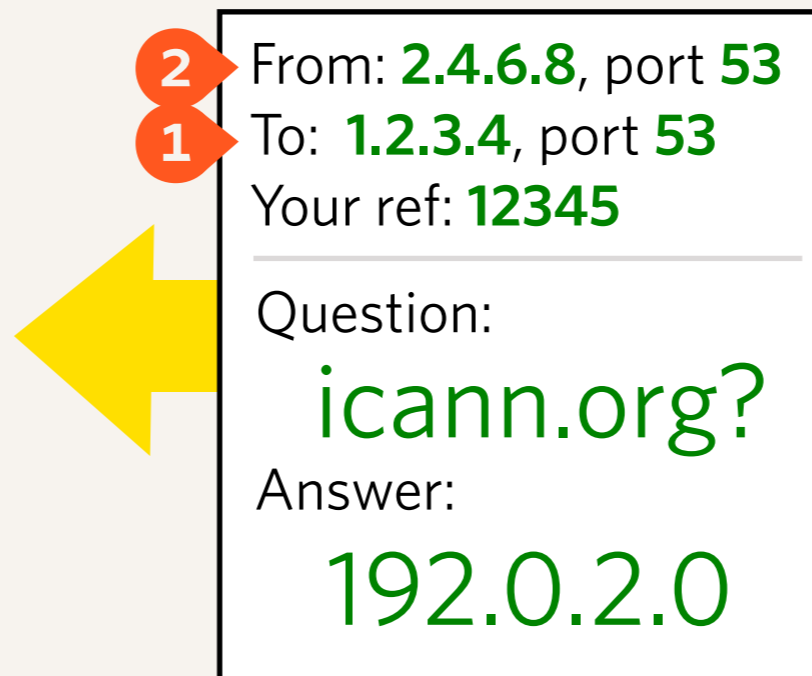 2 From: 2.4.6.8, port 53
1 To: 1.2.3.4, port 53
Your ref: 12345
Question:
icann.org?
Answer:
192.0.2.0